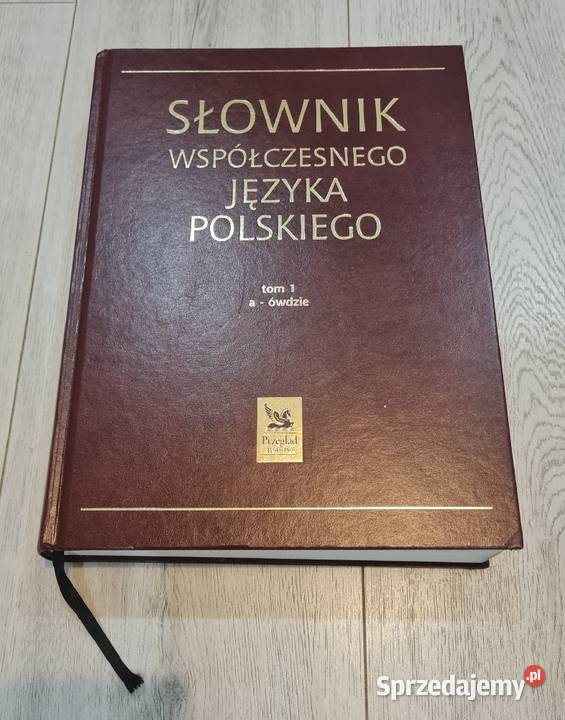 SŁOWNIK
WSPÓŁCZESNEGO
JĘZYKA
POLSKIEGO
tom 1
a - ówdzie
Przegląd
Sprzedajemy.pl